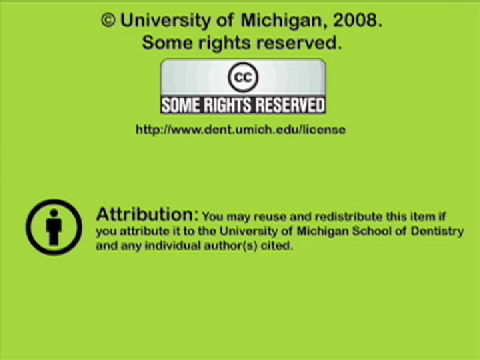 © University of Michigan, 2008.
Some rights reserved.
cc
SOME RIGHTS RESERVED
http://www.dent.umich.edu/license
Attribution: You may reuse and redistribute this item if
you attribute it to the University of Michigan School of Dentistry
and any individual author(s) cited.